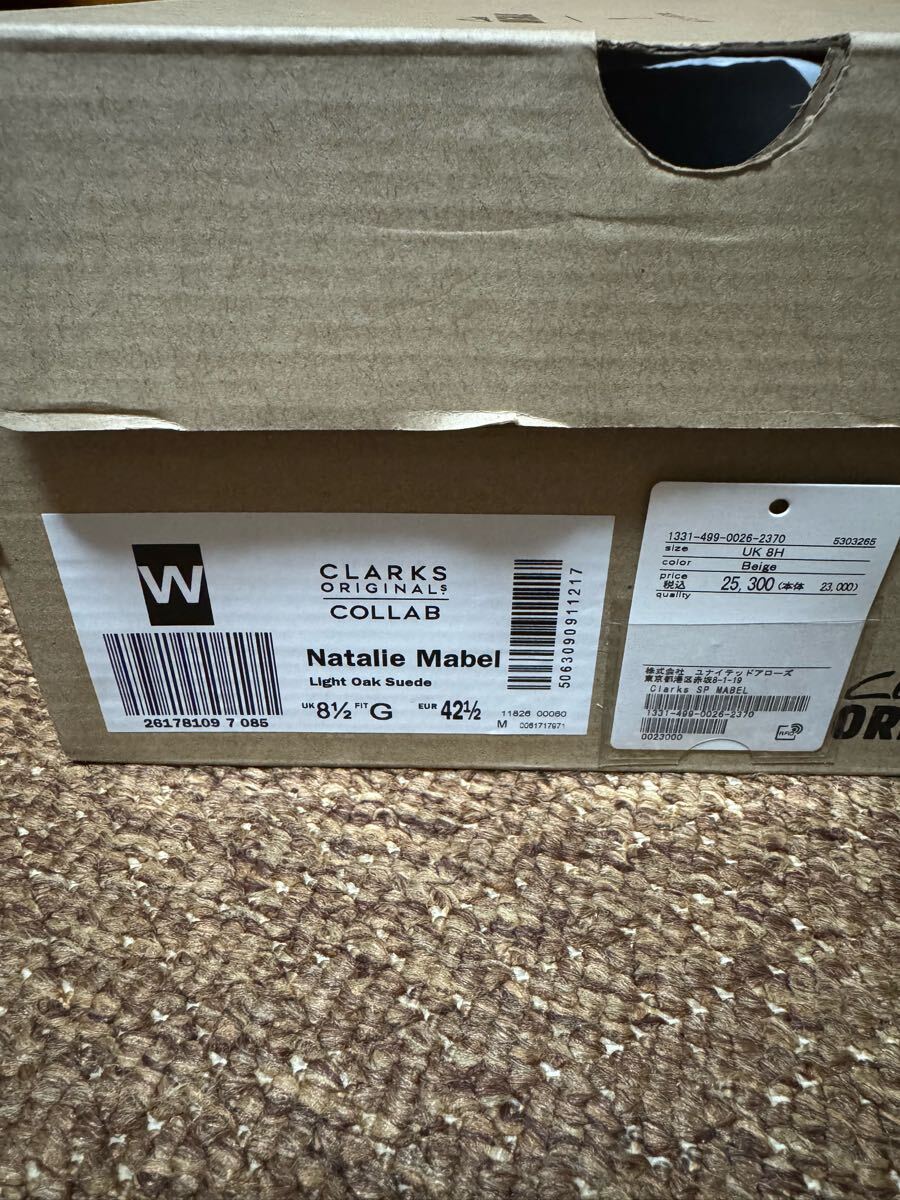 W
CLARKS
ORIGINALS
COLLAB
Natalie Mabel
Light Oak Suede
UK 8½ FIT G EUR 42½
26178109 7 085
11826 00060
M 0061717971
5063090911217
1331-499-0026-2370 5303265
size UK 8H
color Beige
price
税込 25,300 (本体 23,000)
quality
株式会社 ユナイテッドアローズ
東京都港区赤坂8-1-19
Clarks SP MABEL
1331-499-0026-2370
0023000
RFID